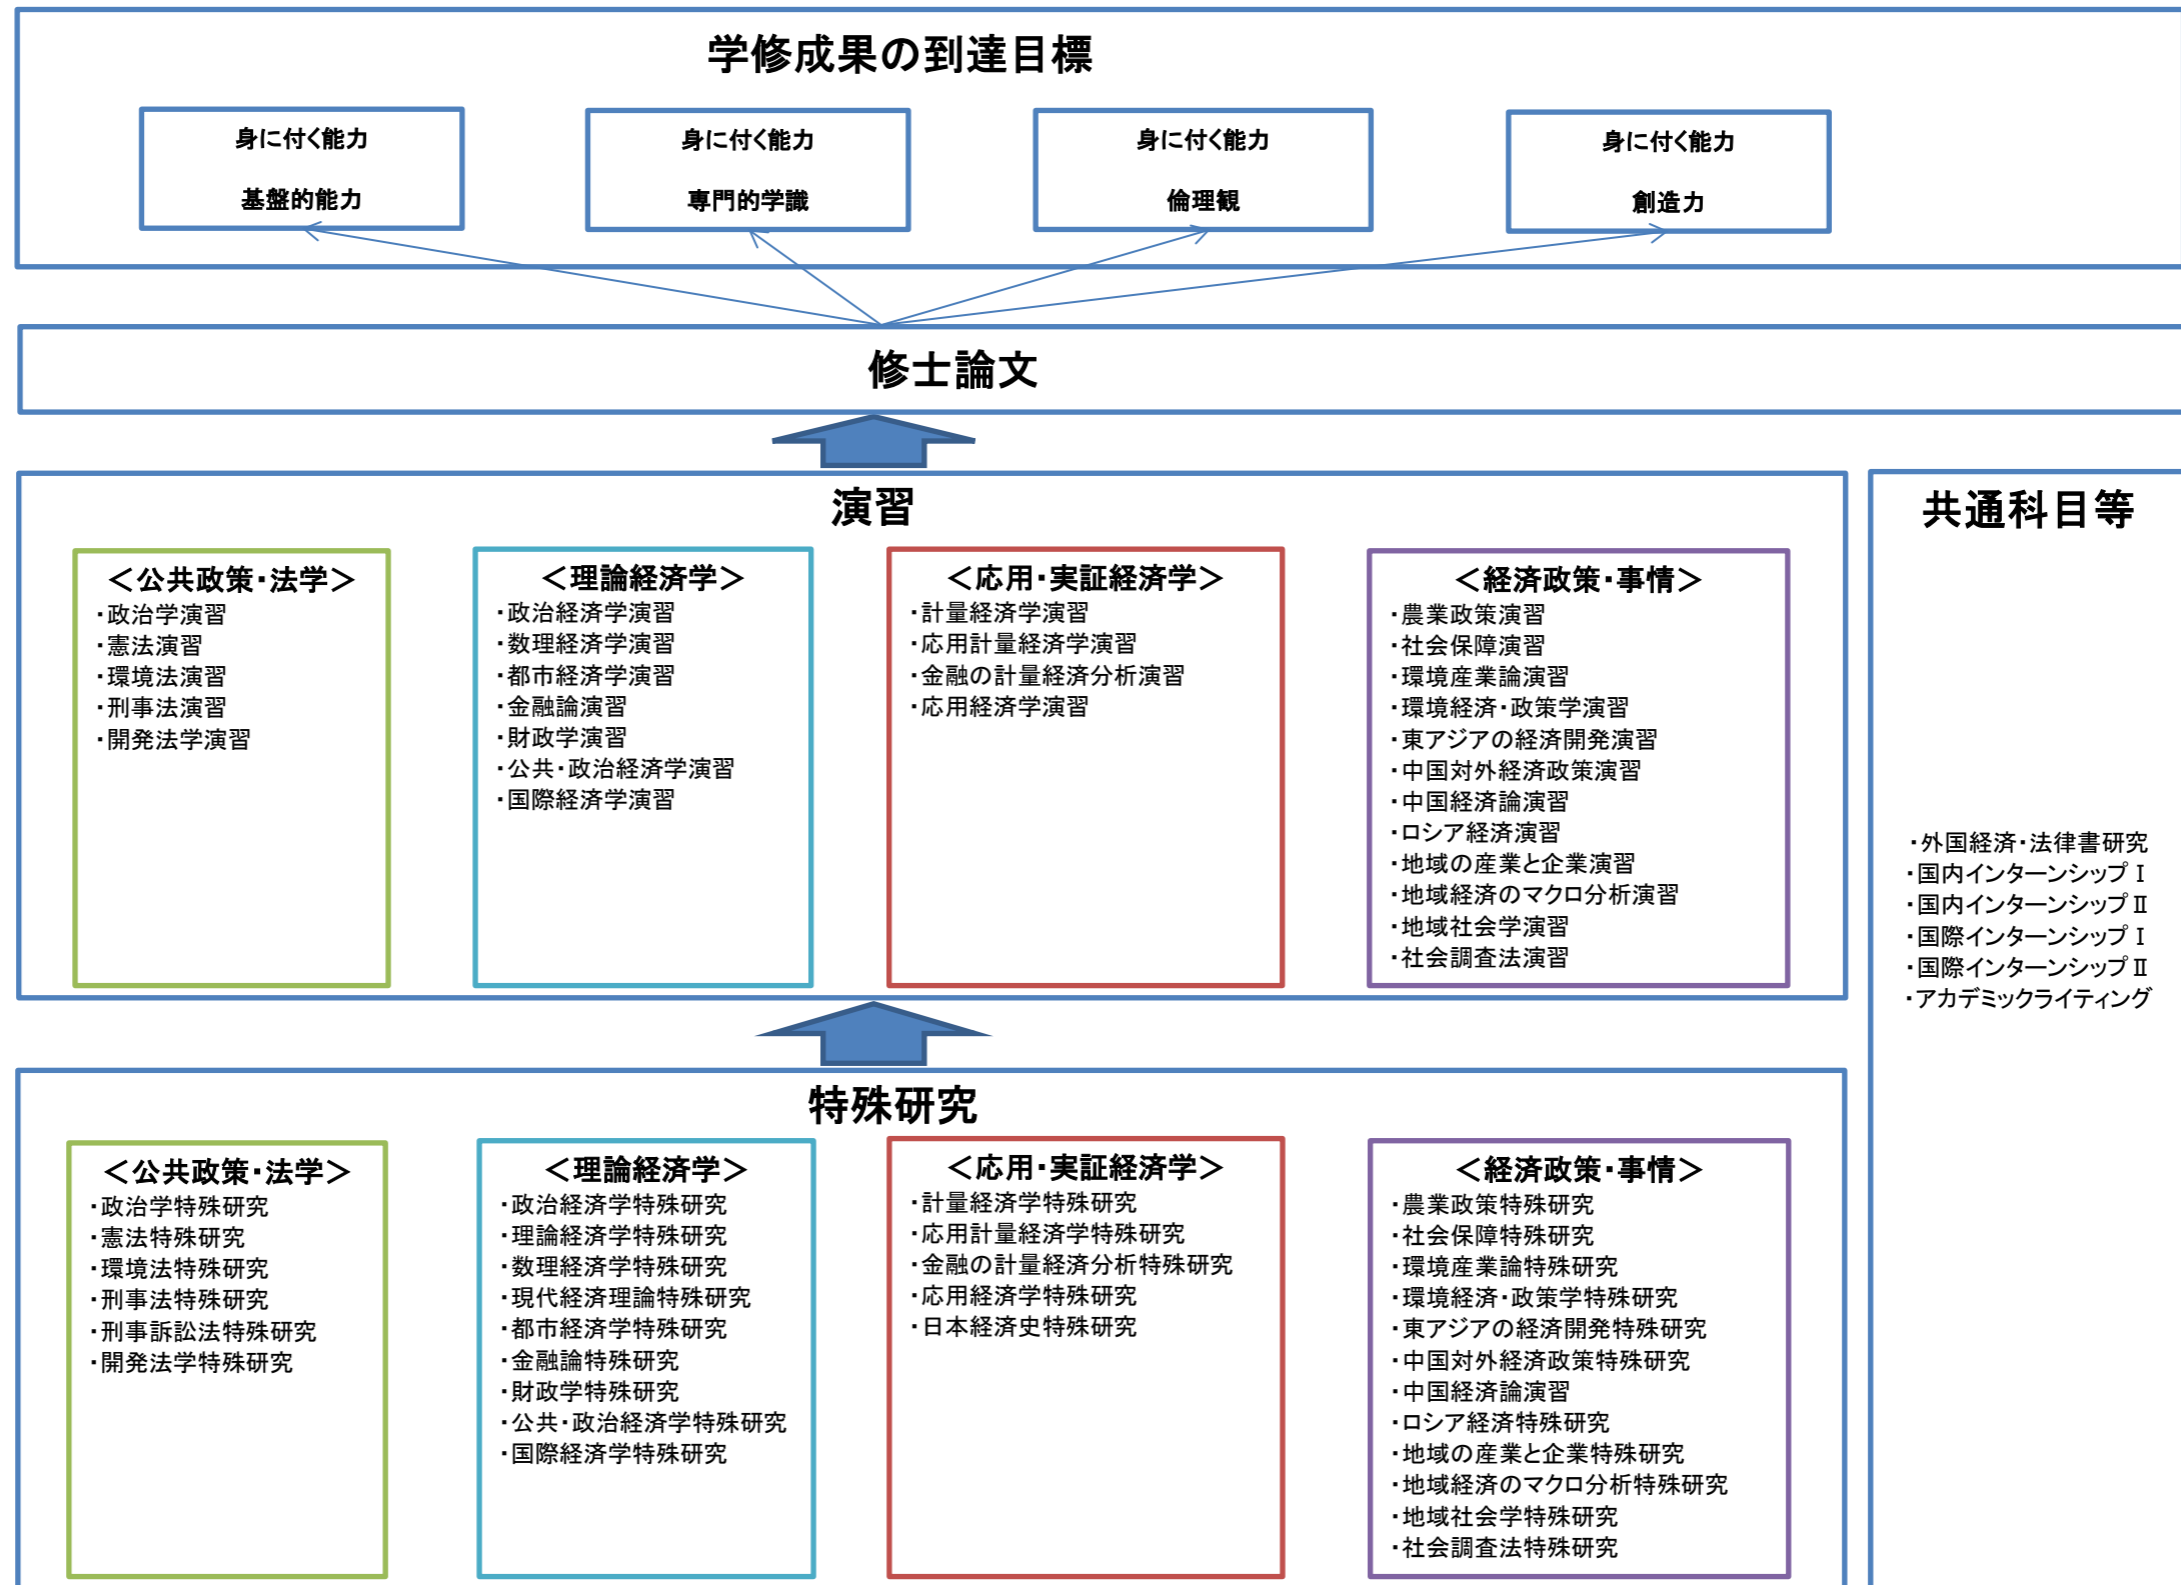 学修成果の到達目標
身に付く能力
基盤的能力
身に付く能力
専門的学識
身に付く能力
倫理観
身に付く能力
創造力
修士論文
演習
＜公共政策・法学＞
・政治学演習
・憲法演習
・環境法演習
・刑事法演習
・開発法学演習
＜理論経済学＞
・政治経済学演習
・数理経済学演習
・都市経済学演習
・金融論演習
・財政学演習
・公共・政治経済学演習
・国際経済学演習
＜応用・実証経済学＞
・計量経済学演習
・応用計量経済学演習
・金融の計量経済分析演習
・応用経済学演習
＜経済政策・事情＞
・農業政策演習
・社会保障演習
・環境産業論演習
・環境経済・政策学演習
・東アジアの経済開発演習
・中国対外経済政策演習
・中国経済論演習
・ロシア経済演習
・地域の産業と企業演習
・地域経済のマクロ分析演習
・地域社会学演習
・社会調査法演習
共通科目等
・外国経済・法律書研究
・国内インターンシップⅠ
・国内インターンシップⅡ
・国際インターンシップⅠ
・国際インターンシップⅡ
・アカデミックライティング
特殊研究
＜公共政策・法学＞
・政治学特殊研究
・憲法特殊研究
・環境法特殊研究
・刑事法特殊研究
・刑事訴訟法特殊研究
・開発法学特殊研究
＜理論経済学＞
・政治経済学特殊研究
・理論経済学特殊研究
・数理経済学特殊研究
・現代経済理論特殊研究
・都市経済学特殊研究
・金融論特殊研究
・財政学特殊研究
・公共・政治経済学特殊研究
・国際経済学特殊研究
＜応用・実証経済学＞
・計量経済学特殊研究
・応用計量経済学特殊研究
・金融の計量経済分析特殊研究
・応用経済学特殊研究
・日本経済史特殊研究
＜経済政策・事情＞
・農業政策特殊研究
・社会保障特殊研究
・環境産業論特殊研究
・環境経済・政策学特殊研究
・東アジアの経済開発特殊研究
・中国対外経済政策特殊研究
・中国経済論演習
・ロシア経済特殊研究
・地域の産業と企業特殊研究
・地域経済のマクロ分析特殊研究
・地域社会学特殊研究
・社会調査法特殊研究